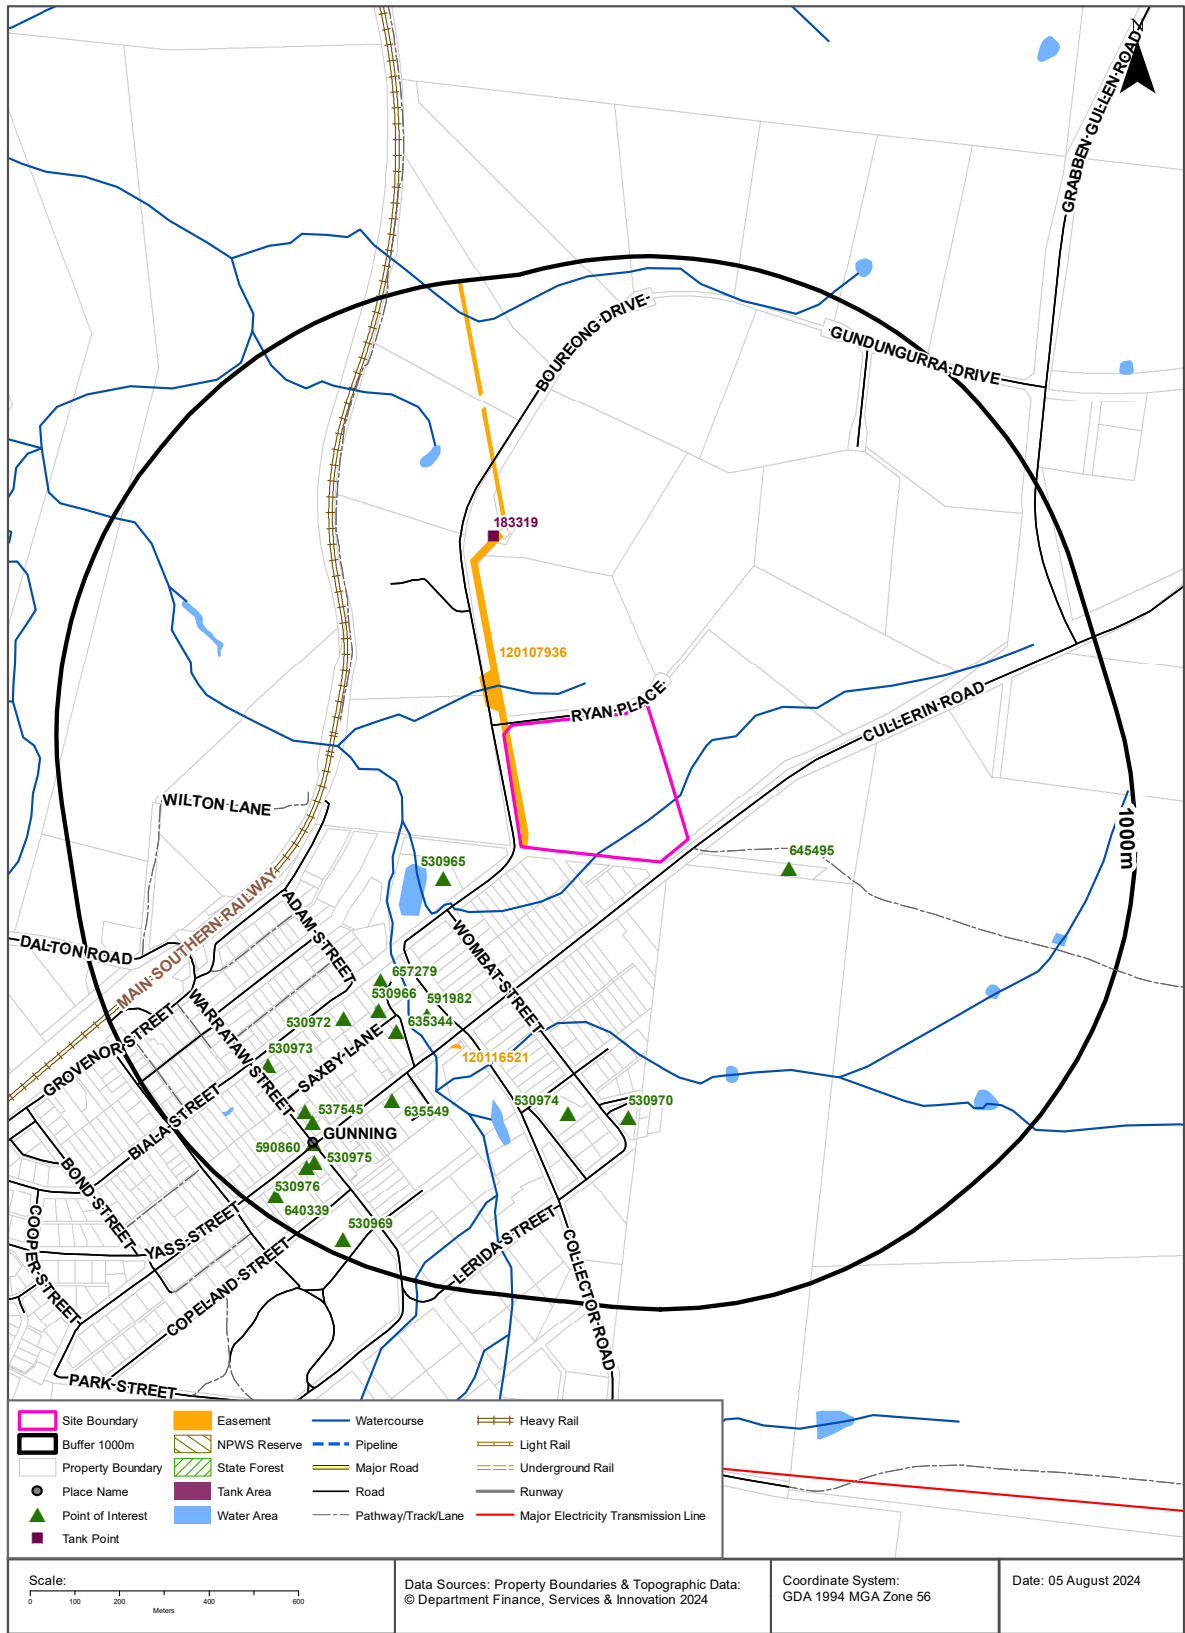 N
GRABBEN GULLEN ROAD
BOUREONG DRIVE
GUNDUNGURRA DRIVE
183319
120107936
RYAN PLACE
CULLERIN ROAD
WILTON LANE
1000m
645495
530965
MAIN SOUTHERN RAILWAY
ADAM STREET
DALTON ROAD
WOMBAT STREET
657279
530966
591982
530972
635344
WARRATAW STREET
SAXBY LANE
GROVENOR STREET
530973
120116521
BIALA STREET
537545
635549
530974
530970
GUNNING
590860
530975
BOND STREET
530976
640339
530969
COOPER STREET
YASS STREET
COPELAND STREET
LERIDA STREET
COLLECTOR ROAD
PARK STREET
Site Boundary
Buffer 1000m
Property Boundary
Place Name
Point of Interest
Tank Point
Easement
NPWS Reserve
State Forest
Tank Area
Water Area
Watercourse
Pipeline
Major Road
Road
Pathway/Track/Lane
Heavy Rail
Light Rail
Underground Rail
Runway
Major Electricity Transmission Line
Scale:
0 100 200 400 600
Meters
Data Sources: Property Boundaries & Topographic Data:
© Department Finance, Services & Innovation 2024
Coordinate System:
GDA 1994 MGA Zone 56
Date: 05 August 2024